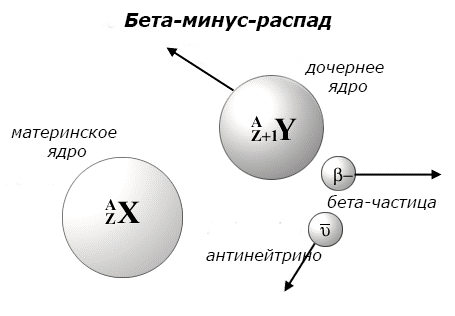 Бета-минус-распад
дочернее
ядро
материнское
ядро
A
Z+1Y
A
ZX
β–
бета-частица
ῡ
антинейтрино